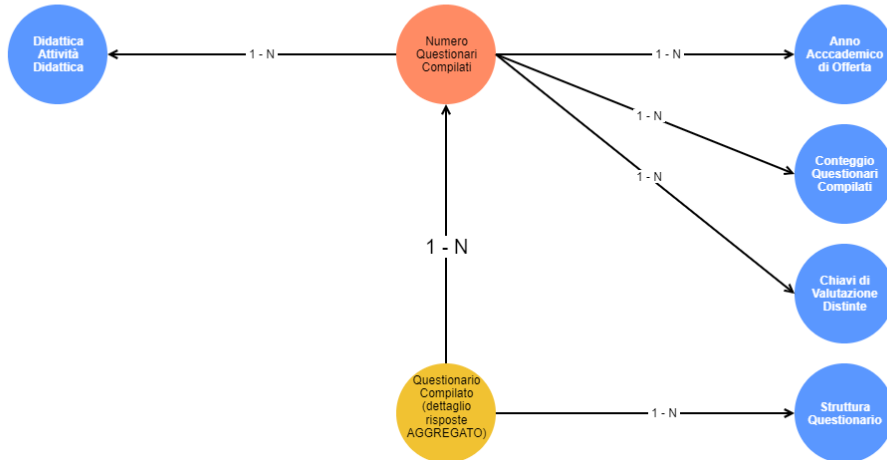 Didattica
Attività
Didattica
1 - N
Numero
Questionari
Compilati
1 - N
Anno
Acccademico
di Offerta
1 - N
Conteggio
Questionari
Compilati
1 - N
Chiavi di
Valutazione
Distinte
1 - N
Questionario
Compilato
(dettaglio
risposte
AGGREGATO)
1 - N
Struttura
Questionario